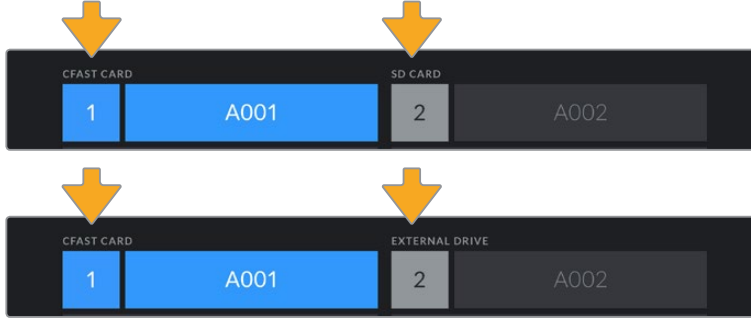 CFAST CARD SD CARD
1 A001 2 A002
CFAST CARD EXTERNAL DRIVE
1 A001 2 A002